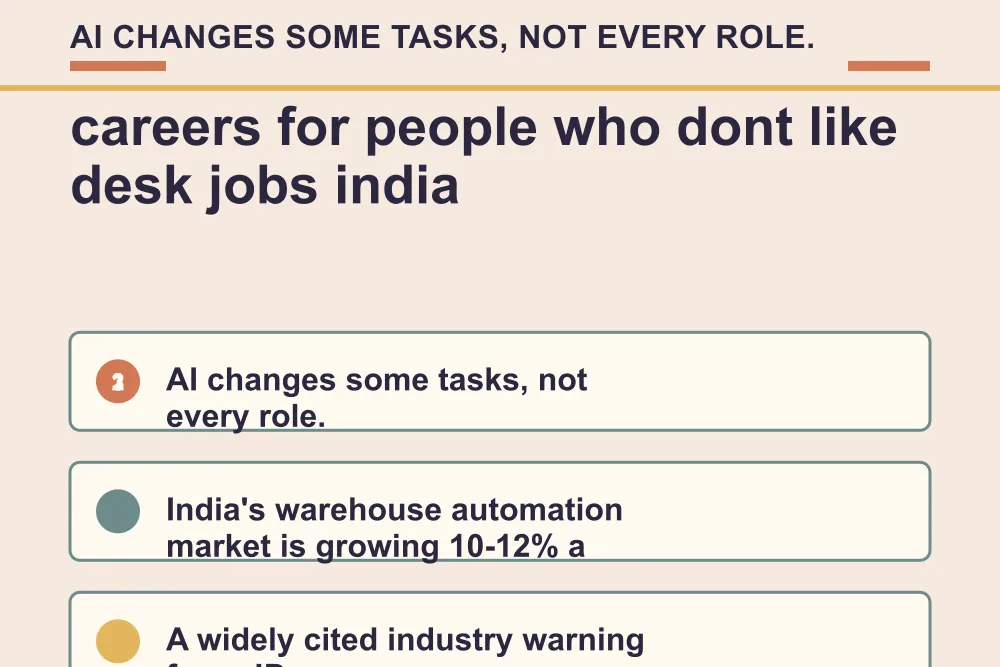 AI CHANGES SOME TASKS, NOT EVERY ROLE.
careers for people who dont like
desk jobs india
AI changes some tasks, not
every role.
India's warehouse automation
market is growing 10-12% a
A widely cited industry warning